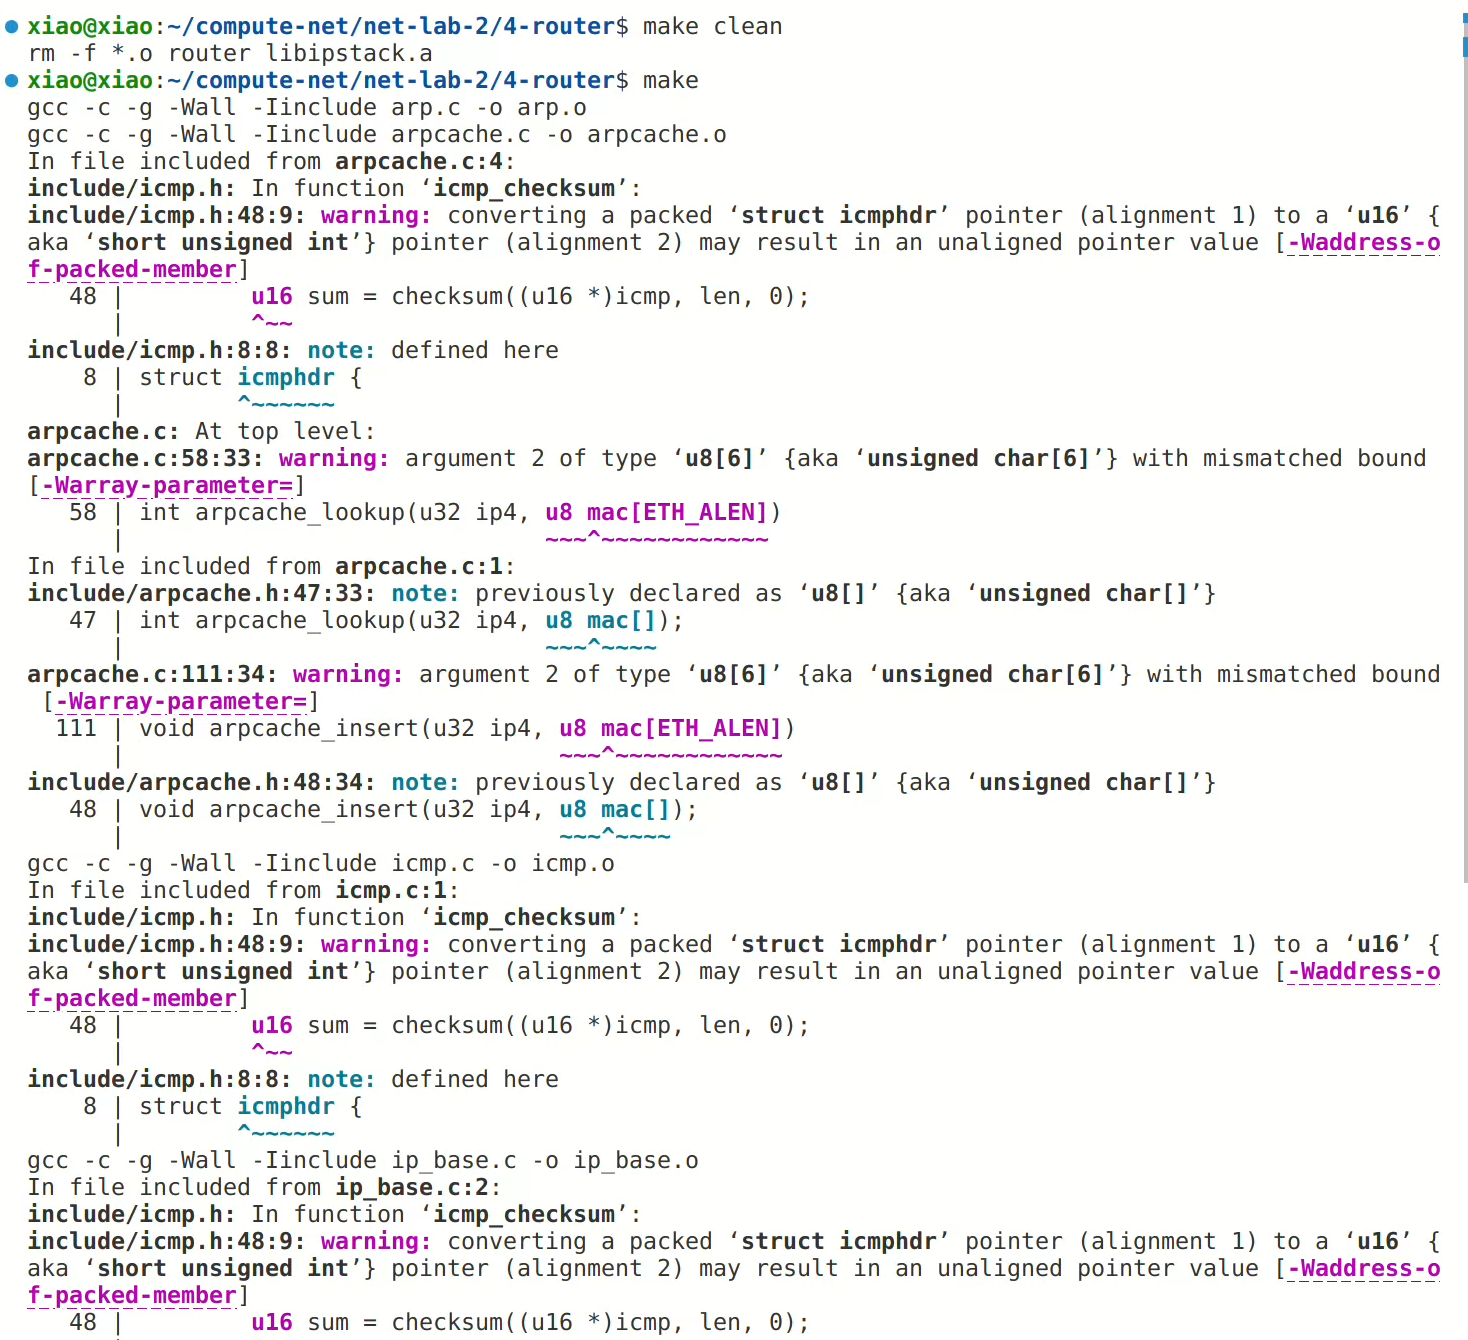 xiao@xiao:~/compute-net/net-lab-2/4-router$ make clean
rm -f *.o router libipstack.a
xiao@xiao:~/compute-net/net-lab-2/4-router$ make
gcc -c -g -Wall -Iinclude arp.c -o arp.o
gcc -c -g -Wall -Iinclude arpcache.c -o arpcache.o
In file included from arpcache.c:4:
include/icmp.h: In function ‘icmp_checksum’:
include/icmp.h:48:9: warning: converting a packed ‘struct icmphdr’ pointer (alignment 1) to a ‘u16’ {
aka ‘short unsigned int’} pointer (alignment 2) may result in an unaligned pointer value [-Waddress-o
f-packed-member]
   48 |         u16 sum = checksum((u16 *)icmp, len, 0);
      |         ^~~
include/icmp.h:8:8: note: defined here
    8 | struct icmphdr {
      |        ^~~~~~~
arpcache.c: At top level:
arpcache.c:58:33: warning: argument 2 of type ‘u8[6]’ {aka ‘unsigned char[6]’} with mismatched bound
[-Warray-parameter=]
   58 | int arpcache_lookup(u32 ip4, u8 mac[ETH_ALEN])
      |                              ~~~^~~~~~~~~~~~~
In file included from arpcache.c:1:
include/arpcache.h:47:33: note: previously declared as ‘u8[]’ {aka ‘unsigned char[]’}
   47 | int arpcache_lookup(u32 ip4, u8 mac[]);
      |                              ~~~^~~~~
arpcache.c:111:34: warning: argument 2 of type ‘u8[6]’ {aka ‘unsigned char[6]’} with mismatched bound
 [-Warray-parameter=]
  111 | void arpcache_insert(u32 ip4, u8 mac[ETH_ALEN])
      |                               ~~~^~~~~~~~~~~~~
include/arpcache.h:48:34: note: previously declared as ‘u8[]’ {aka ‘unsigned char[]’}
   48 | void arpcache_insert(u32 ip4, u8 mac[]);
      |                               ~~~^~~~~
gcc -c -g -Wall -Iinclude icmp.c -o icmp.o
In file included from icmp.c:1:
include/icmp.h: In function ‘icmp_checksum’:
include/icmp.h:48:9: warning: converting a packed ‘struct icmphdr’ pointer (alignment 1) to a ‘u16’ {
aka ‘short unsigned int’} pointer (alignment 2) may result in an unaligned pointer value [-Waddress-o
f-packed-member]
   48 |         u16 sum = checksum((u16 *)icmp, len, 0);
      |         ^~~
include/icmp.h:8:8: note: defined here
    8 | struct icmphdr {
      |        ^~~~~~~
gcc -c -g -Wall -Iinclude ip_base.c -o ip_base.o
In file included from ip_base.c:2:
include/icmp.h: In function ‘icmp_checksum’:
include/icmp.h:48:9: warning: converting a packed ‘struct icmphdr’ pointer (alignment 1) to a ‘u16’ {
aka ‘short unsigned int’} pointer (alignment 2) may result in an unaligned pointer value [-Waddress-o
f-packed-member]
   48 |         u16 sum = checksum((u16 *)icmp, len, 0);